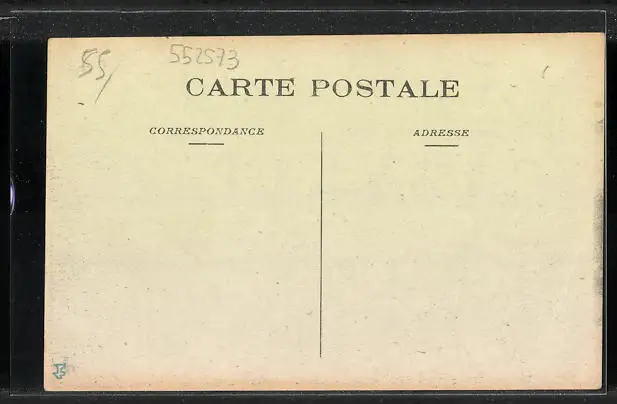 55/
552573
CARTE POSTALE
CORRESPONDANCE
ADRESSE